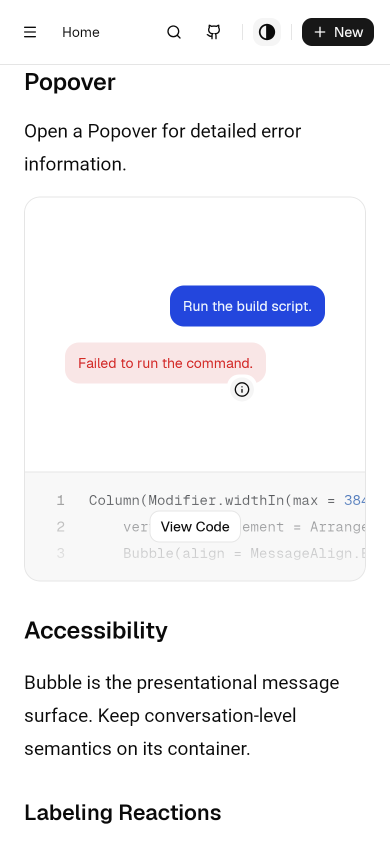 Home
New
Popover
Open a Popover for detailed error
information.
Run the build script.
Failed to run the command.
1 Column(Modifier.widthIn(max = 384
2 ver
View Code
ement = Arrange
3 Bubble(align = MessageAlign.E
Accessibility
Bubble is the presentational message
surface. Keep conversation-level
semantics on its container.
Labeling Reactions